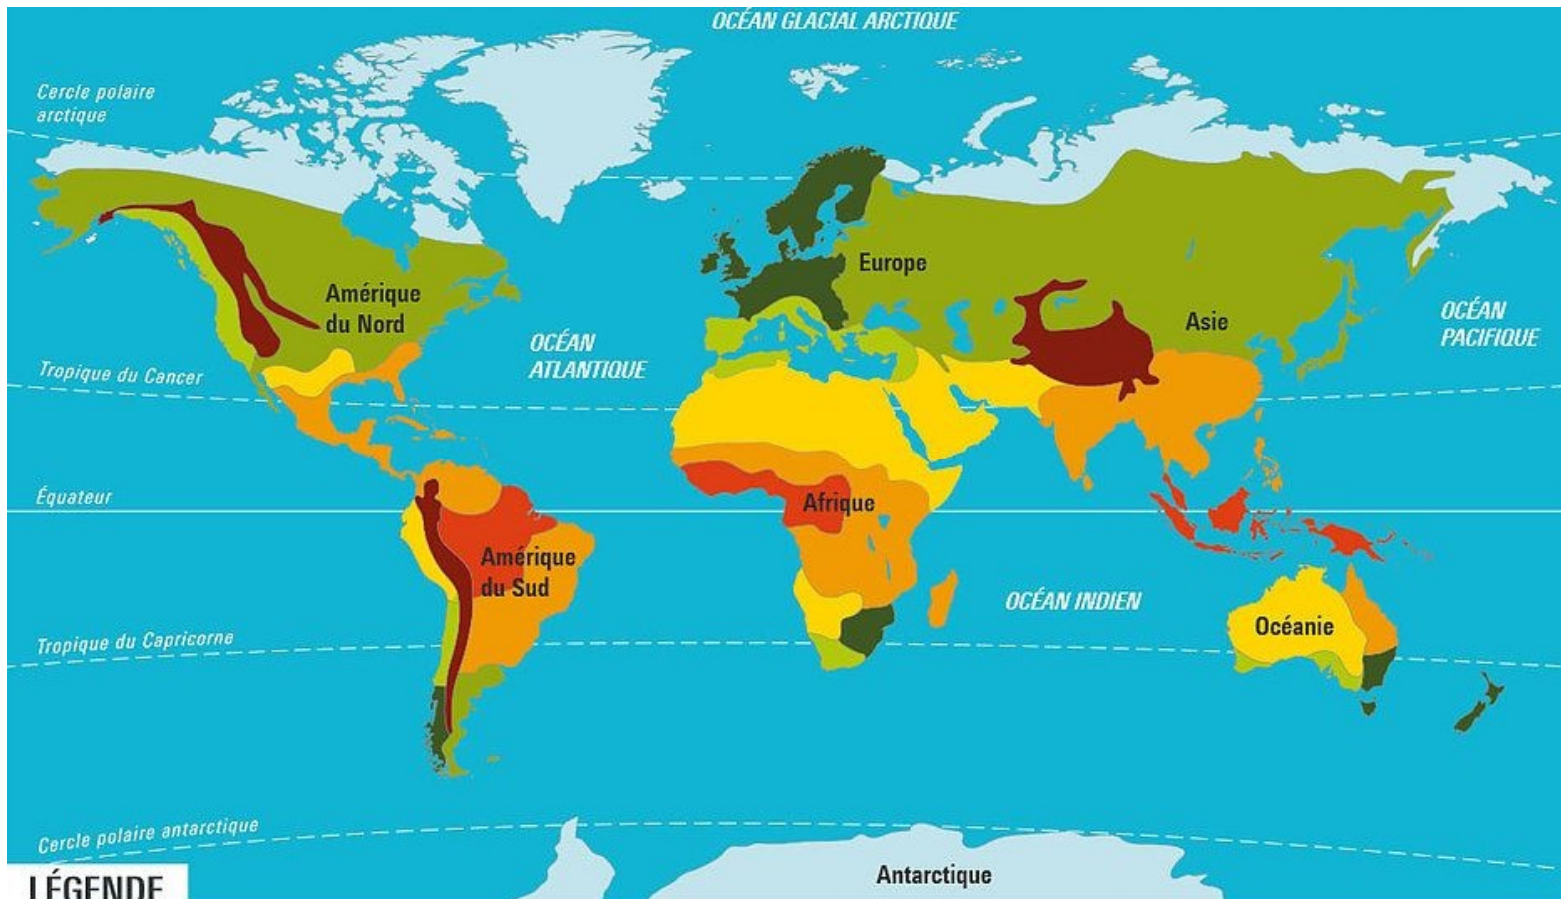 OCÉAN GLACIAL ARCTIQUE
Cercle polaire
arctique
Europe
Amérique
du Nord
Asie
OCÉAN
PACIFIQUE
OCÉAN
ATLANTIQUE
Tropique du Cancer
Équateur
Afrique
Amérique
du Sud
OCÉAN INDIEN
Océanie
Tropique du Capricorne
Cercle polaire antarctique
Antarctique
LÉGENDE